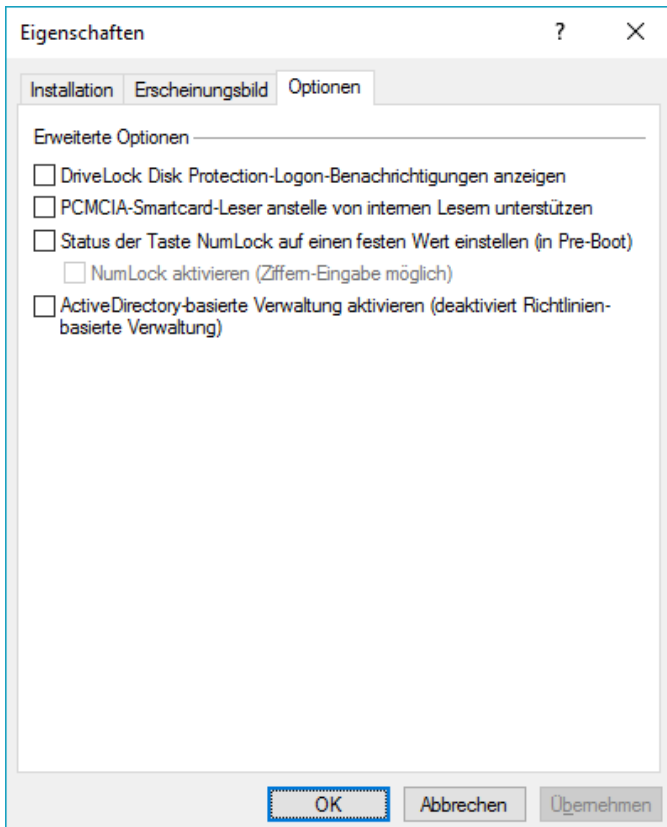 Eigenschaften
?
Installation
Erscheinungsbild
Optionen
Erweiterte Optionen
DriveLock Disk Protection-Logon-Benachrichtigungen anzeigen
PCMCIA-Smartcard-Leser anstelle von internen Lesern unterstützen
Status der Taste NumLock auf einen festen Wert einstellen (in Pre-Boot)
NumLock aktivieren (Ziffern-Eingabe möglich)
ActiveDirectory-basierte Verwaltung aktivieren (deaktiviert Richtlinien-
basierte Verwaltung)
OK
Abbrechen
Übernehmen